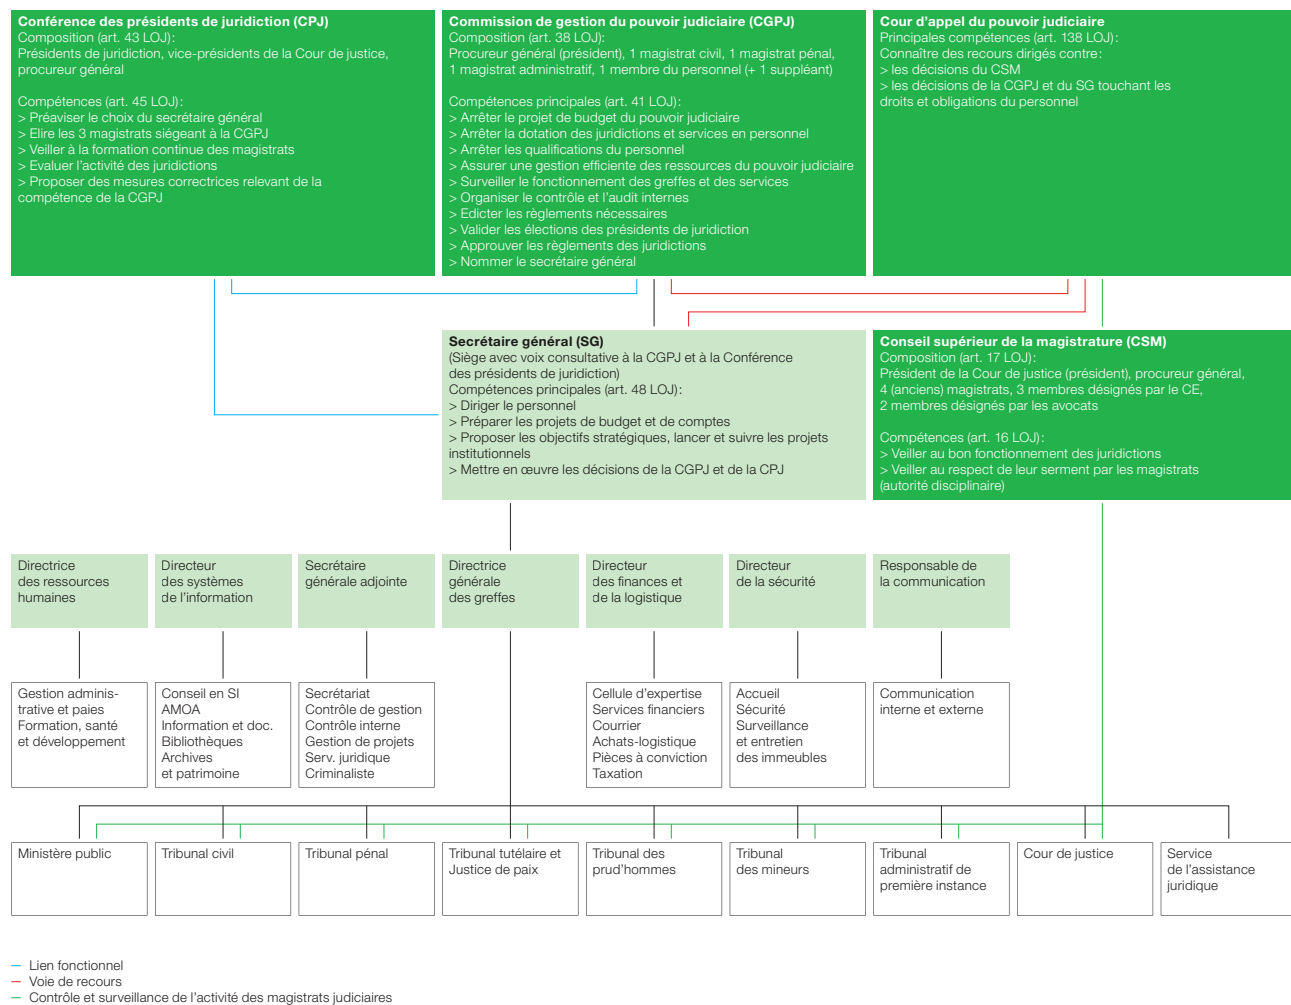 Conférence des présidents de juridiction (CPJ)
Composition (art. 43 LOJ):
Présidents de juridiction, vice-présidents de la Cour de justice,
procureur général
Compétences (art. 45 LOJ):
> Préaviser le choix du secrétaire général
> Elire les 3 magistrats siégeant à la CGPJ
> Veiller à la formation continue des magistrats
> Evaluer l'activité des juridictions
> Proposer des mesures correctrices relevant de la
compétence de la CGPJ
Commission de gestion du pouvoir judiciaire (CGPJ)
Composition (art. 38 LOJ):
Procureur général (président), 1 magistrat civil, 1 magistrat pénal,
1 magistrat administratif, 1 membre du personnel (+ 1 suppléant)
Compétences principales (art. 41 LOJ):
> Arrêter le projet de budget du pouvoir judiciaire
> Arrêter la dotation des juridictions et services en personnel
> Arrêter les qualifications du personnel
> Assurer une gestion efficiente des ressources du pouvoir judiciaire
> Surveiller le fonctionnement des greffes et des services
> Organiser le contrôle et l'audit internes
> Edicter les règlements nécessaires
> Valider les élections des présidents de juridiction
> Approuver les règlements des juridictions
> Nommer le secrétaire général
Cour d'appel du pouvoir judiciaire
Principales compétences (art. 138 LOJ):
Connaître des recours dirigés contre:
> les décisions du CSM
> les décisions de la CGPJ et du SG touchant les
droits et obligations du personnel
Secrétaire général (SG)
(Siège avec voix consultative à la CGPJ et à la Conférence
des présidents de juridiction)
Compétences principales (art. 48 LOJ):
> Diriger le personnel
> Préparer les projets de budget et de comptes
> Proposer les objectifs stratégiques, lancer et suivre les projets
institutionnels
> Mettre en œuvre les décisions de la CGPJ et de la CPJ
Conseil supérieur de la magistrature (CSM)
Composition (art. 17 LOJ):
Président de la Cour de justice (président), procureur général,
4 (anciens) magistrats, 3 membres désignés par le CE,
2 membres désignés par les avocats
Compétences (art. 16 LOJ):
> Veiller au bon fonctionnement des juridictions
> Veiller au respect de leur serment par les magistrats
(autorité disciplinaire)
Directrice
des ressources
humaines
Directeur
des systèmes
de l'information
Secrétaire
générale adjointe
Directrice
générale
des greffes
Directeur
des finances et
de la logistique
Directeur
de la sécurité
Responsable de
la communication
Gestion adminis-
trative et paies
Formation, santé
et développement
Conseil en SI
AMOA
Information et doc.
Bibliothèques
Archives
et patrimoine
Secrétariat
Contrôle de gestion
Contrôle interne
Gestion de projets
Serv. juridique
Criminaliste
Cellule d'expertise
Services financiers
Courrier
Achats-logistique
Pièces à conviction
Taxation
Accueil
Sécurité
Surveillance
et entretien
des immeubles
Communication
interne et externe
Ministère public
Tribunal civil
Tribunal pénal
Tribunal tutélaire et
Justice de paix
Tribunal des
prud'hommes
Tribunal
des mineurs
Tribunal
administratif de
première instance
Cour de justice
Service
de l'assistance
juridique
Lien fonctionnel
Voie de recours
Contrôle et surveillance de l'activité des magistrats judiciaires